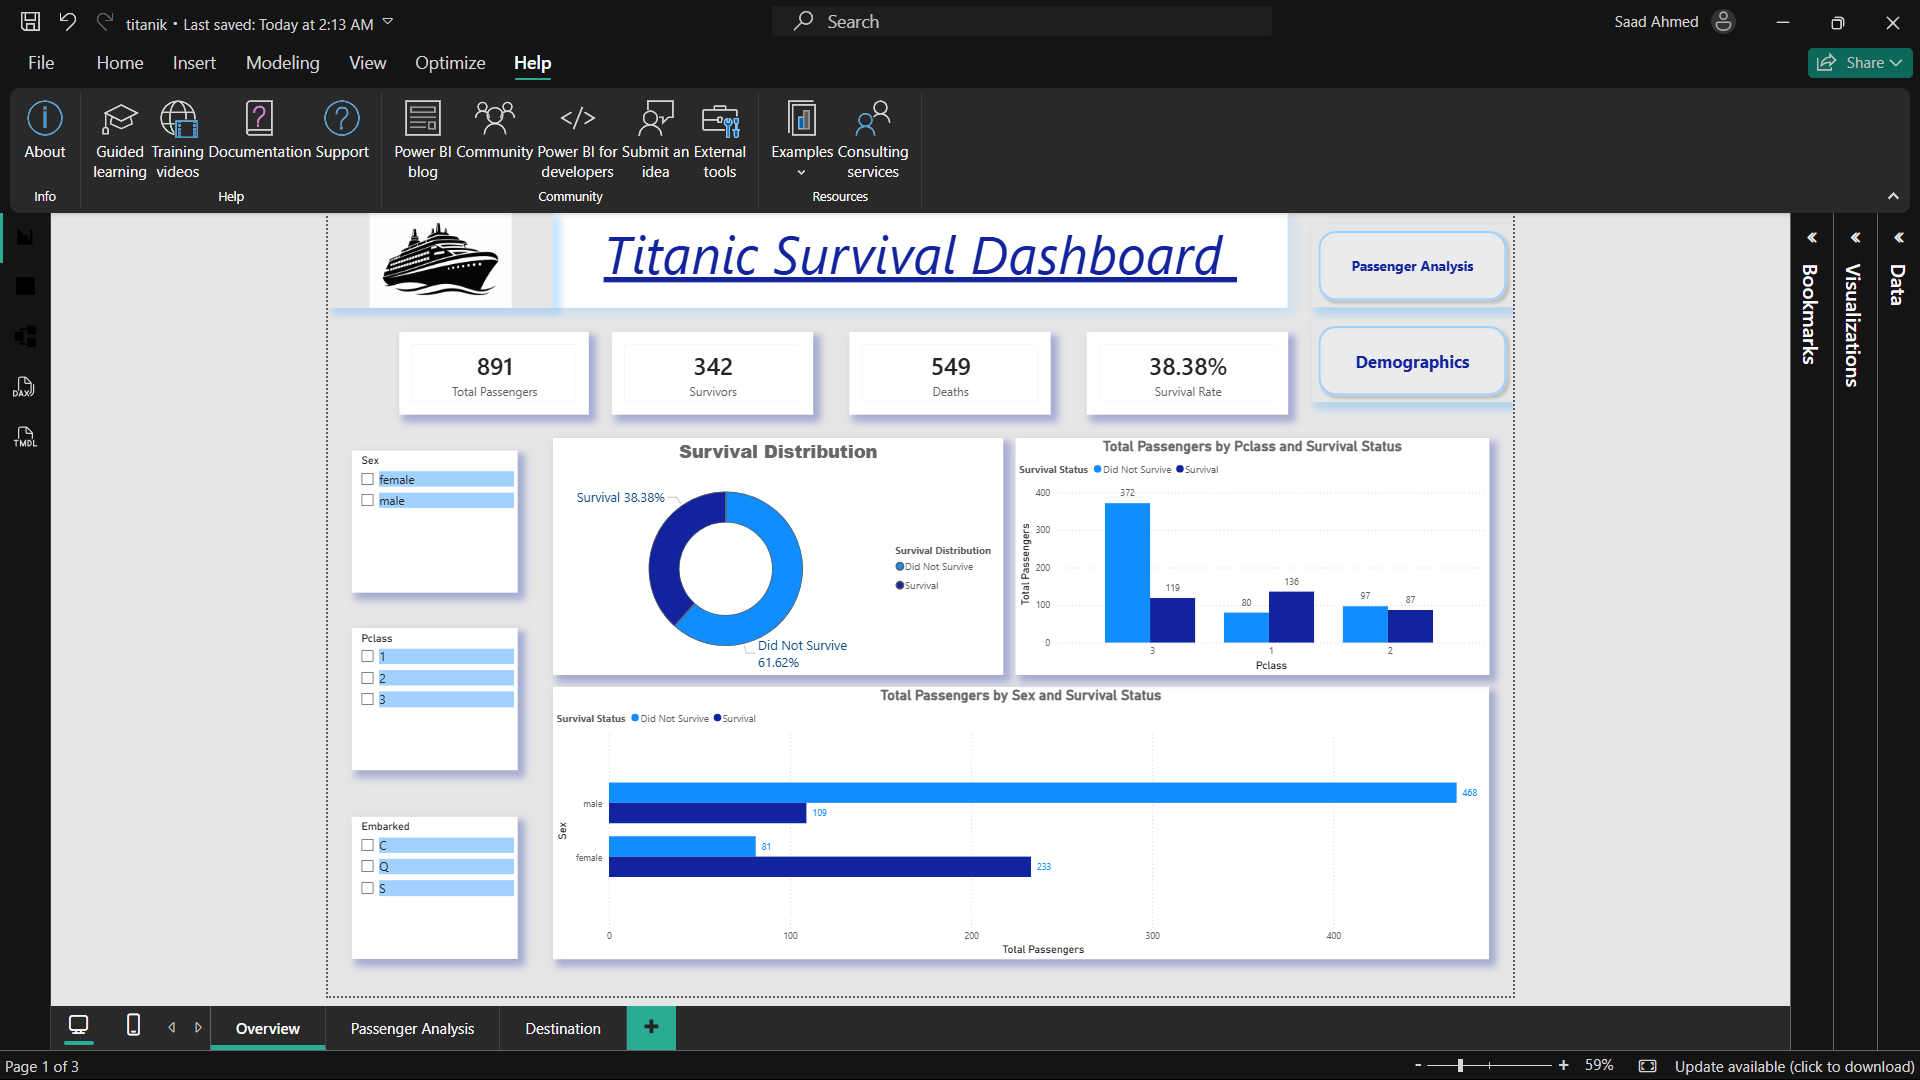 titanik • Last saved: Today at 2:13 AM
Search
Saad Ahmed
File Home Insert Modeling View Optimize Help
Share
About
Guided learning
Training videos
Documentation
Support
Power BI blog
Community
Power BI for developers
Submit an idea
External tools
Examples
Consulting services
Info
Help
Community
Resources
DAX
TMDL
Titanic Survival Dashboard
Passenger Analysis
Demographics
891
Total Passengers
342
Survivors
549
Deaths
38.38%
Survival Rate
Sex
female
male
Pclass
1
2
3
Embarked
C
Q
S
Survival Distribution
Survival 38.38%
Did Not Survive
61.62%
Survival Distribution
Did Not Survive
Survival
Total Passengers by Pclass and Survival Status
Survival Status Did Not Survive Survival
Total Passengers
400
300
200
100
0
372
119
80
136
97
87
3 1 2
Pclass
Total Passengers by Sex and Survival Status
Survival Status Did Not Survive Survival
Sex
male
468
109
female
81
233
0 100 200 300 400
Total Passengers
Bookmarks
Visualizations
Data
Overview
Passenger Analysis
Destination
+
Page 1 of 3
- + 59%
Update available (click to download)